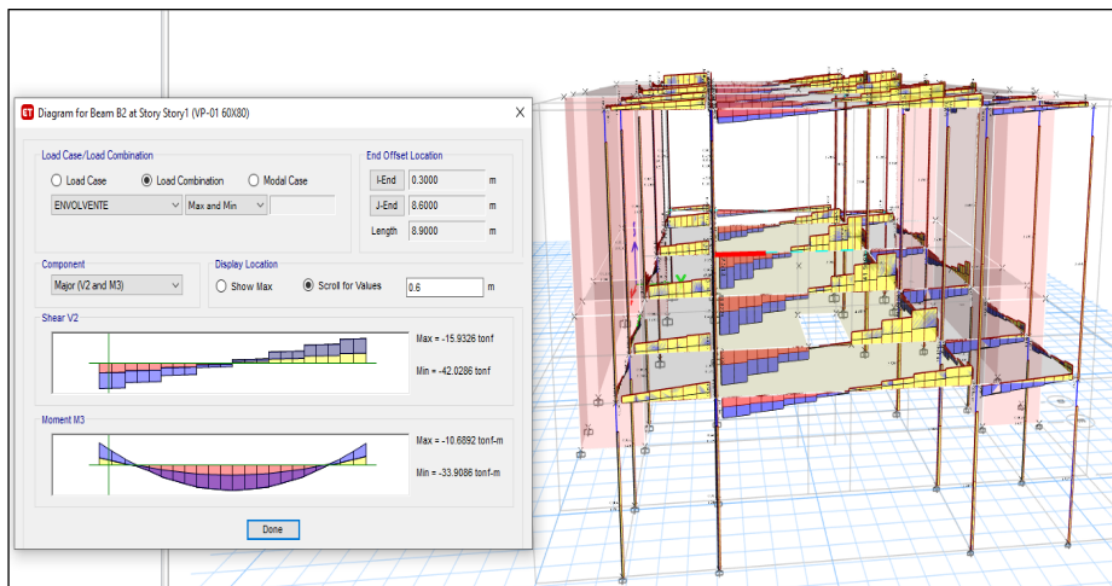 ET Diagram for Beam B2 at Story Story1 (VP-01 60X80)
Load Case/Load Combination
Load Case Load Combination Modal Case
ENVOLVENTE Max and Min
End Offset Location
I-End 0.3000 m
J-End 8.6000 m
Length 8.9000 m
Component
Major (V2 and M3)
Display Location
Show Max Scroll for Values 0.6 m
Shear V2
Max = -15.9326 tonf
Min = -42.0286 tonf
Moment M3
Max = -10.6892 tonf-m
Min = -33.9086 tonf-m
Done